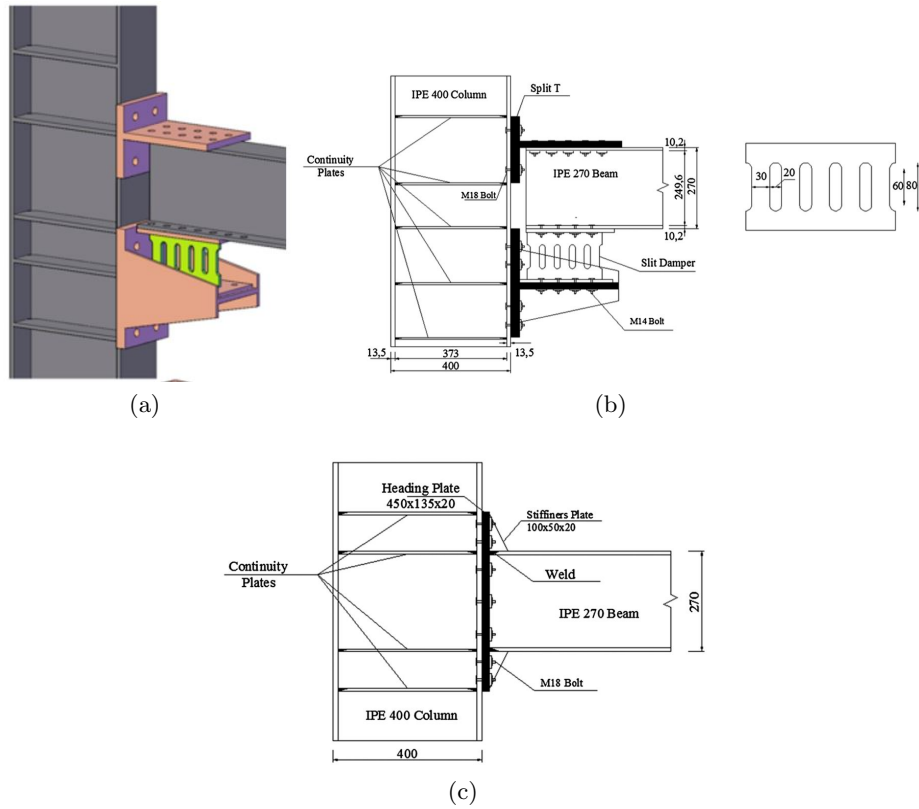 (a)
IPE 400 Column
Split T
Continuity
Plates
M18 Bolt
IPE 270 Beam
10,2
249,6
270
10,2
Slit Damper
M14 Bolt
13,5
373
13,5
400
(b)
30
20
60
80
Heading Plate
450x135x20
Stiffiners Plate
100x50x20
Continuity
Plates
Weld
IPE 270 Beam
270
M18 Bolt
IPE 400 Column
400
(c)